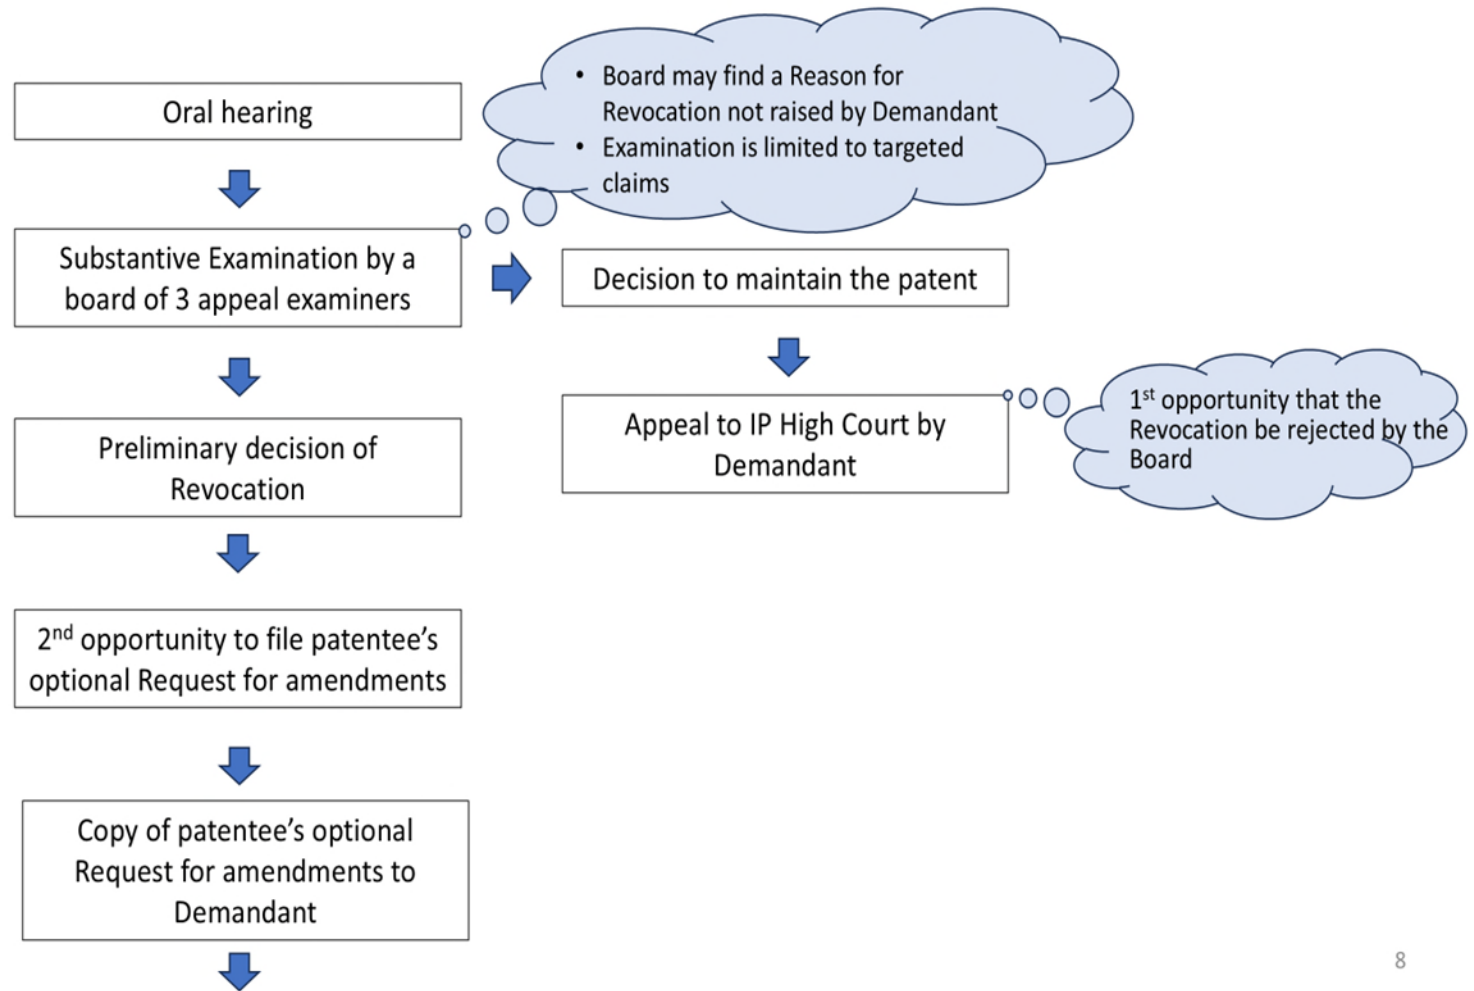 Oral hearing
• Board may find a Reason for
Revocation not raised by Demandant
• Examination is limited to targeted
claims
Substantive Examination by a
board of 3 appeal examiners
Decision to maintain the patent
Appeal to IP High Court by
Demandant
1st opportunity that the
Revocation be rejected by the
Board
Preliminary decision of
Revocation
2nd opportunity to file patentee’s
optional Request for amendments
Copy of patentee’s optional
Request for amendments to
Demandant
8